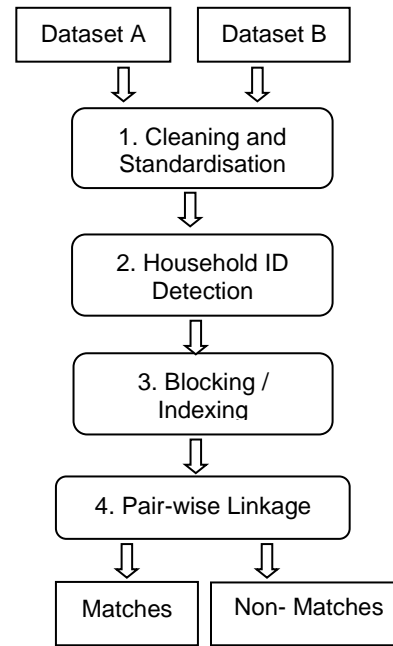 Dataset A
Dataset B
1. Cleaning and
Standardisation
2. Household ID
Detection
3. Blocking /
Indexing
4. Pair-wise Linkage
Matches
Non- Matches